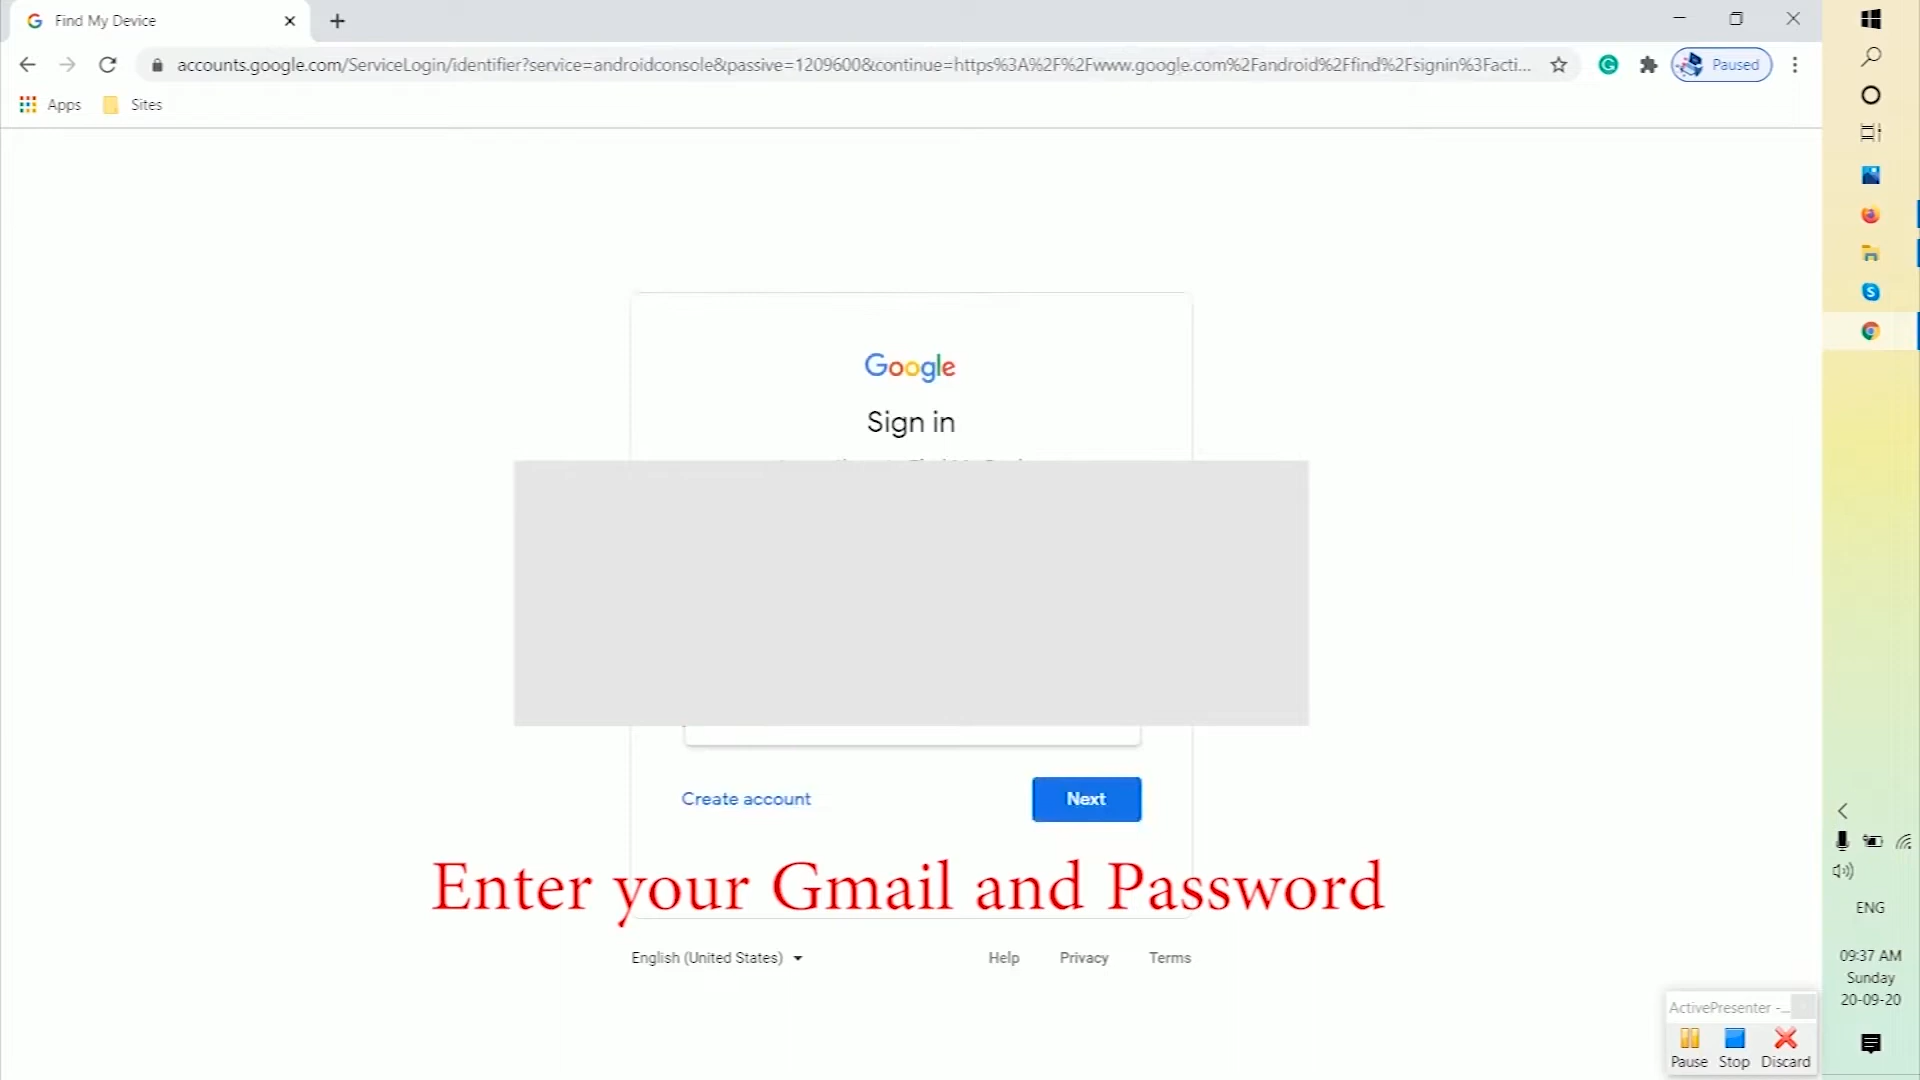 Find My Device
accounts.google.com/ServiceLogin/identifier?service=androidconsole&passive=1209600&continue=https%3A%2F%2Fwww.google.com%2Fandroid%2Ffind%2Fsignin%3Facti...
Paused
Apps
Sites
Google
Sign in
Create account
Next
Enter your Gmail and Password
English (United States)
Help
Privacy
Terms
ENG
09:37 AM
Sunday
20-09-20
ActivePresenter -...
Pause
Stop
Discard